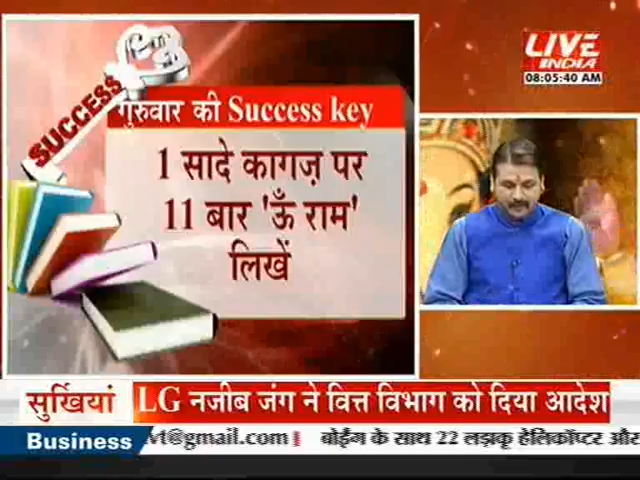 LIVE
INDIA
08:05:40 AM
SUCCESS
गुरुवार की Success key
1 सादे कागज़ पर
11 बार 'ऊँ राम'
लिखें
सुर्खियां LG नजीब जंग ने वित्त विभाग को दिया आदेश
Business vt@gmail.com। बोईंग के साथ 22 लड़ाकू हेलिकॉप्टर और